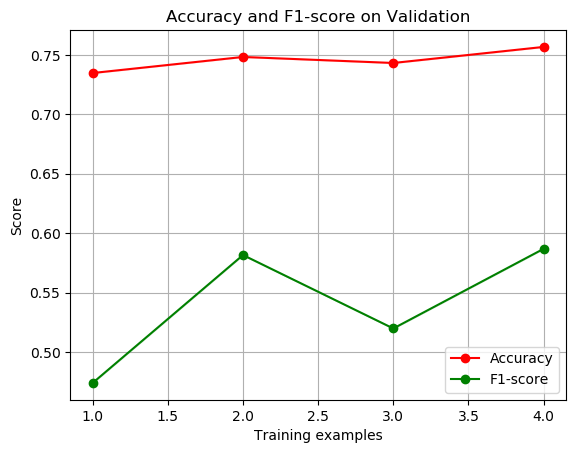 Accuracy and F1-score on Validation
Score
0.75
0.70
0.65
0.60
0.55
0.50
Accuracy
F1-score
1.0 1.5 2.0 2.5 3.0 3.5 4.0
Training examples